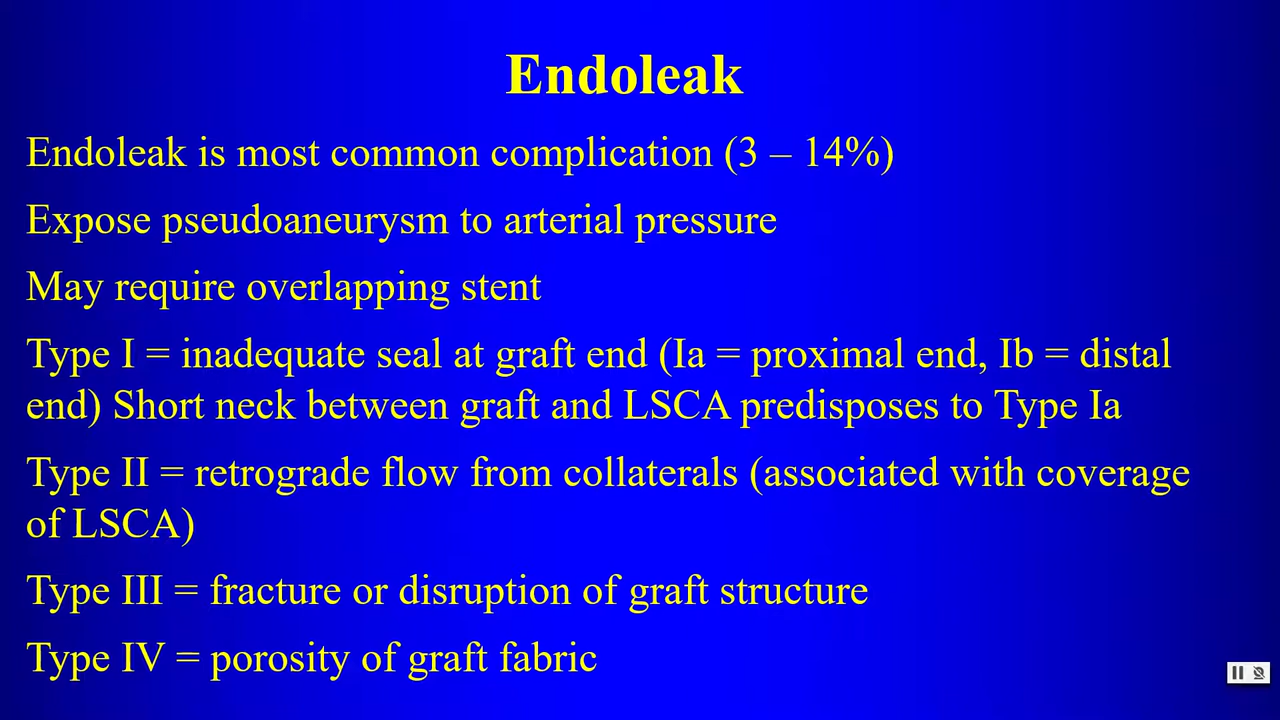 Endoleak
Endoleak is most common complication (3 – 14%)
Expose pseudoaneurysm to arterial pressure
May require overlapping stent
Type I = inadequate seal at graft end (Ia = proximal end, Ib = distal
end) Short neck between graft and LSCA predisposes to Type Ia
Type II = retrograde flow from collaterals (associated with coverage
of LSCA)
Type III = fracture or disruption of graft structure
Type IV = porosity of graft fabric